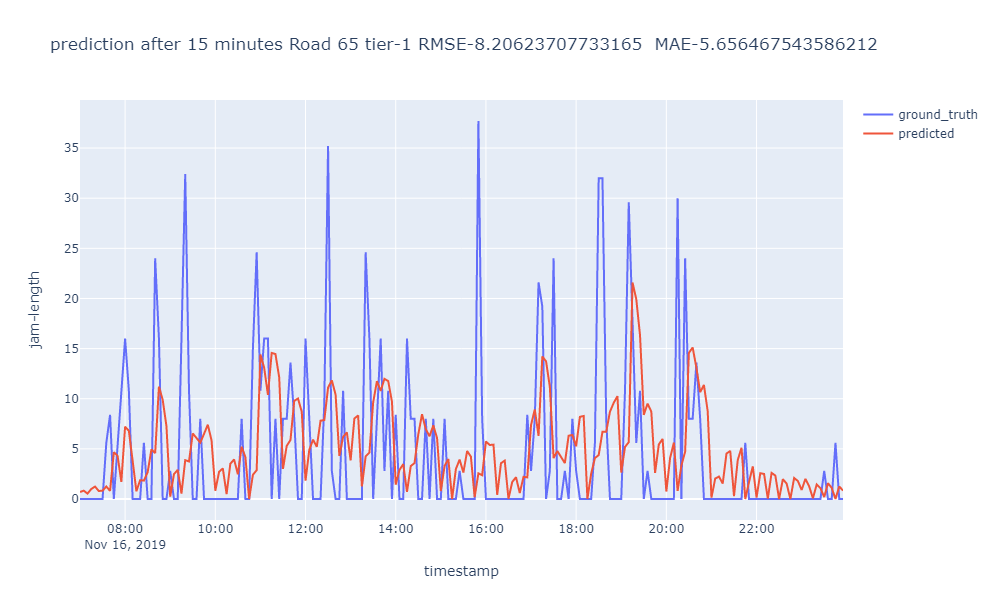 prediction after 15 minutes Road 65 tier-1 RMSE-8.20623707733165  MAE-5.656467543586212
ground_truth
predicted
35
30
25
20
15
10
5
0
jam-length
08:00 10:00 12:00 14:00 16:00 18:00 20:00 22:00
Nov 16, 2019
timestamp